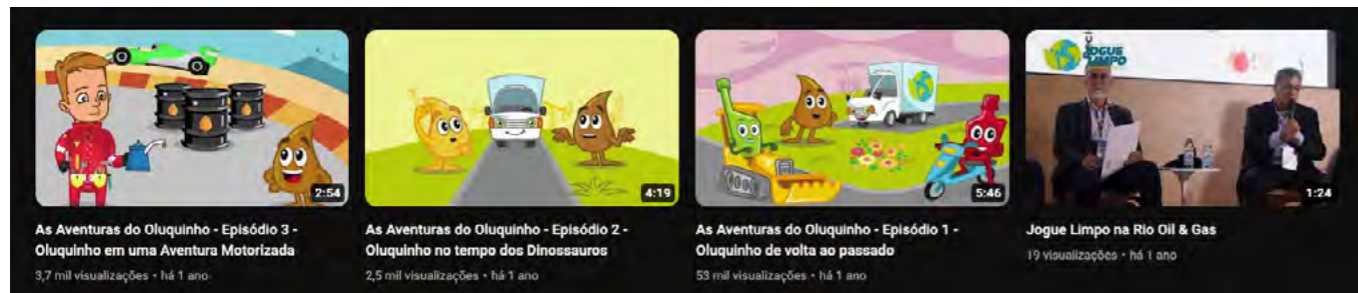 JOGUE
LIMPO
2:54
4:19
5:46
1:24
As Aventuras do Oluquinho - Episódio 3 -
Oluquinho em uma Aventura Motorizada
3,7 mil visualizações • há 1 ano
As Aventuras do Oluquinho - Episódio 2 -
Oluquinho no tempo dos Dinossauros
2,5 mil visualizações • há 1 ano
As Aventuras do Oluquinho - Episódio 1 -
Oluquinho de volta ao passado
53 mil visualizações • há 1 ano
Jogue Limpo na Rio Oil & Gas
19 visualizações • há 1 ano